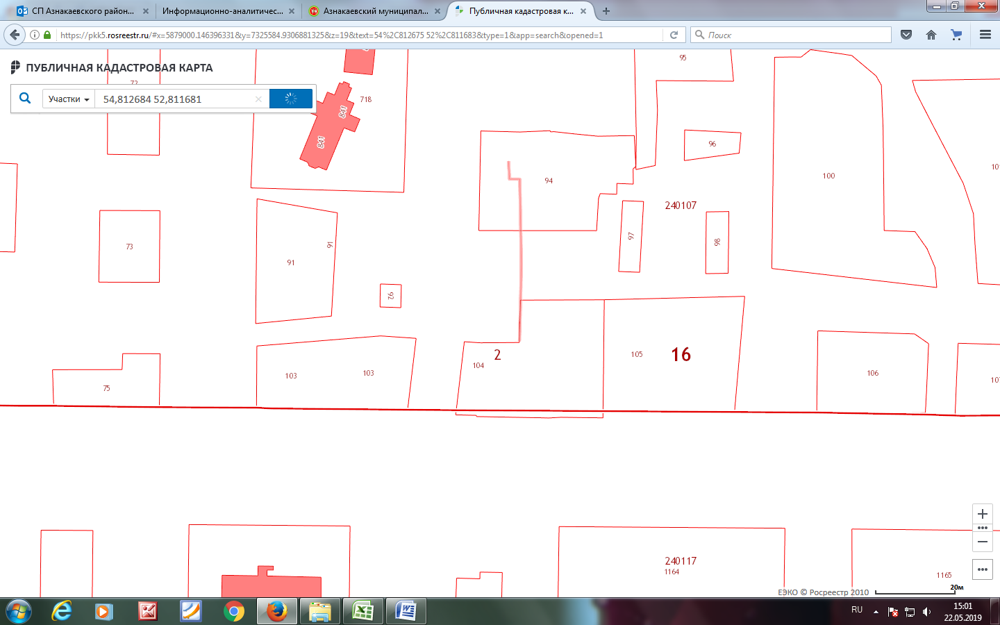 СП Азнакаевского район...
Информационно-аналитичес...
Азнакаевский муниципал...
Публичная кадастровая к...
https://pkk5.rosreestr.ru/#x=5879000.146396331&y=7325584.9306881325&z=19&text=54%2C812675 52%2C811683&type=1&app=search&opened=1
Поиск
ПУБЛИЧНАЯ КАДАСТРОВАЯ КАРТА
72
Участки
54,812684 52,811681
718
841
841
95
96
94
100
240107
97
98
73
91
91
92
2
104
105
16
103
103
106
75
240117
1164
1165
20м
ЕЭКО © Росреестр 2010
RU
15:01
22.05.2019